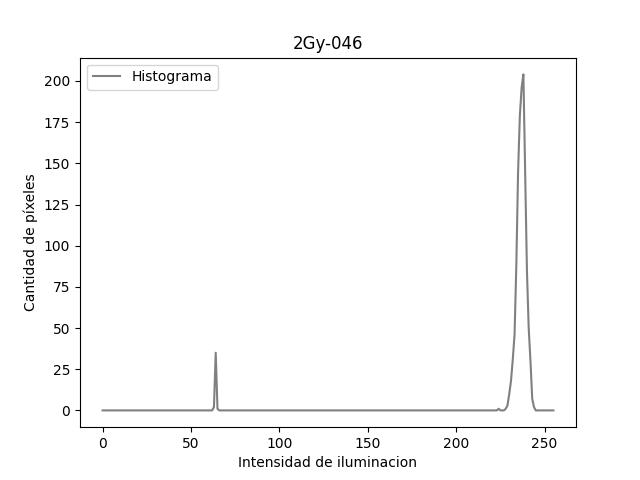 2Gy-046
Histograma
Cantidad de píxeles
200
175
150
125
100
75
50
25
0
0 50 100 150 200 250
Intensidad de iluminacion